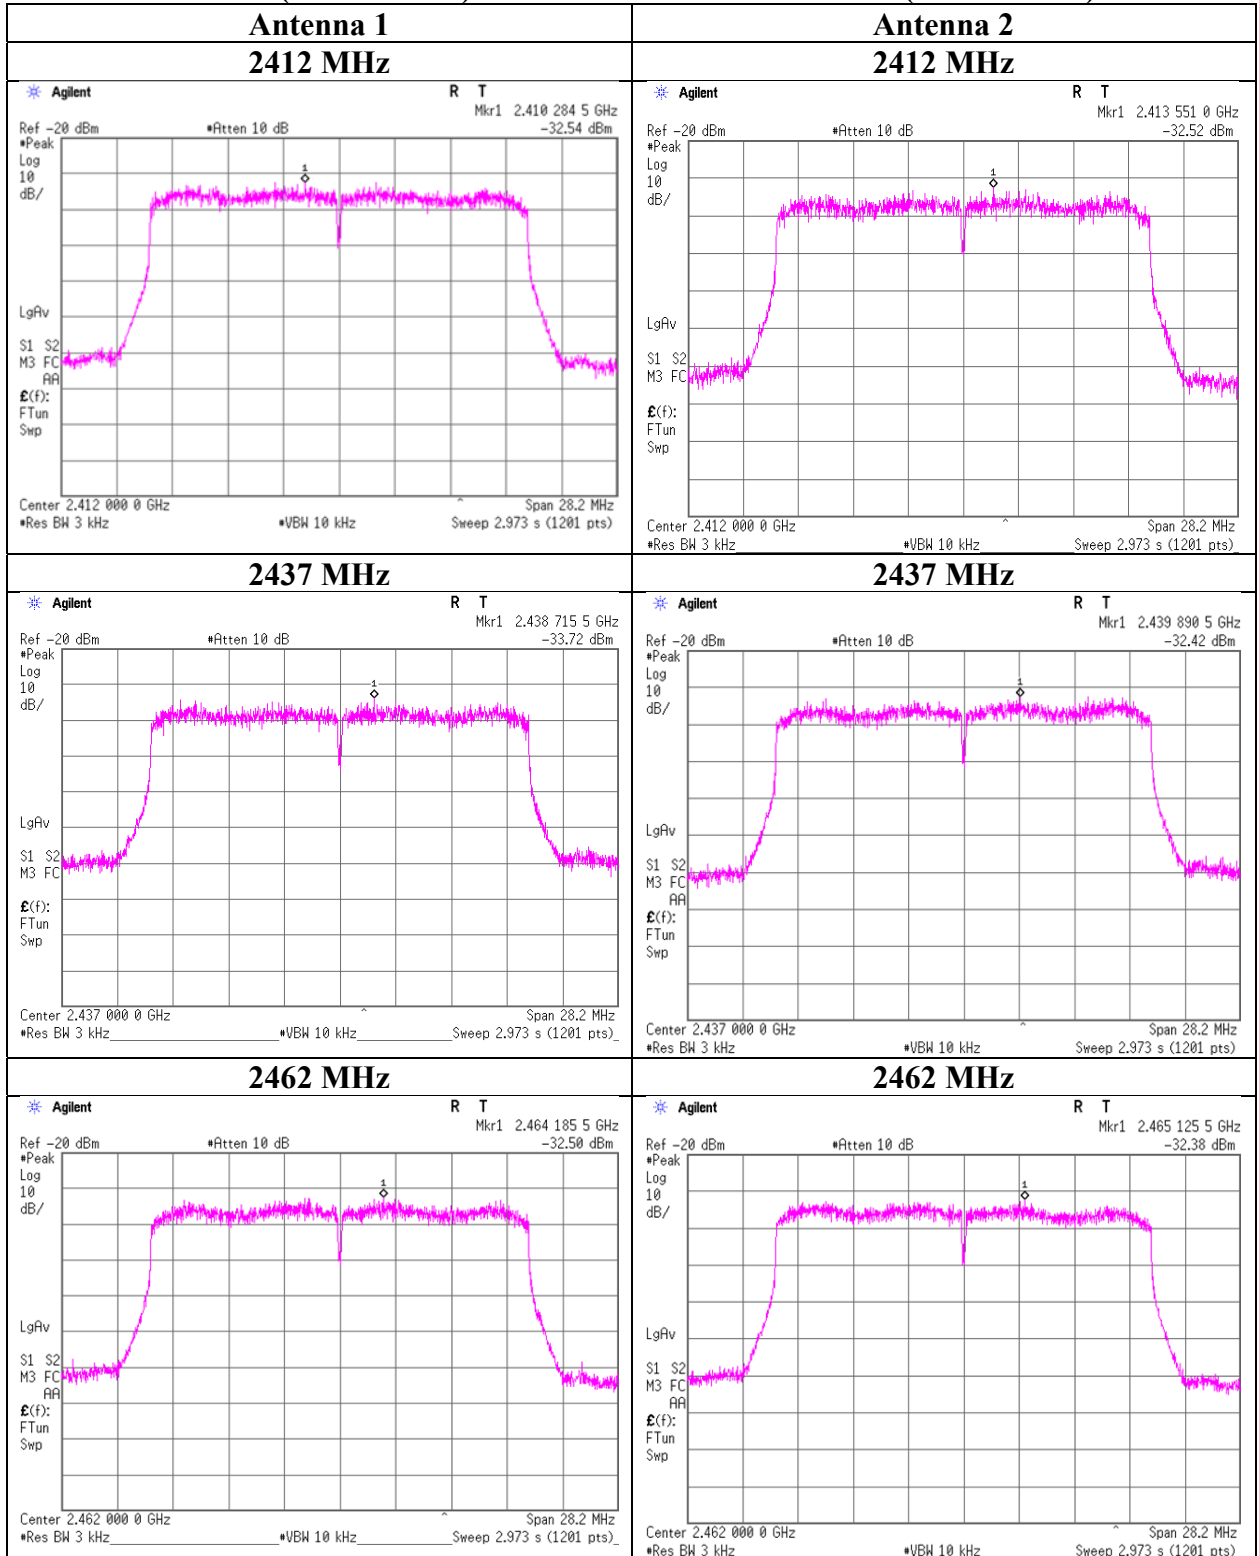 Antenna 1 Antenna 2
2412 MHz 2412 MHz
Agilent R T
Mkr1 2.410 284 5 GHz
Ref -20 dBm #Atten 10 dB -32.54 dBm
#Peak
Log
10
dB/
1
LgAv
S1 S2
M3 FC
AA
£(f):
FTun
Swp
Center 2.412 000 0 GHz ^ Span 28.2 MHz
#Res BW 3 kHz #VBW 10 kHz Sweep 2.973 s (1201 pts)
Agilent R T
Mkr1 2.413 551 0 GHz
Ref -20 dBm #Atten 10 dB -32.52 dBm
#Peak
Log
10
dB/
1
LgAv
S1 S2
M3 FC
£(f):
FTun
Swp
Center 2.412 000 0 GHz ^ Span 28.2 MHz
#Res BW 3 kHz #VBW 10 kHz Sweep 2.973 s (1201 pts)
2437 MHz 2437 MHz
Agilent R T
Mkr1 2.438 715 5 GHz
Ref -20 dBm #Atten 10 dB -33.72 dBm
#Peak
Log
10
dB/
1
LgAv
S1 S2
M3 FC
£(f):
FTun
Swp
Center 2.437 000 0 GHz ^ Span 28.2 MHz
#Res BW 3 kHz #VBW 10 kHz Sweep 2.973 s (1201 pts)
Agilent R T
Mkr1 2.439 890 5 GHz
Ref -20 dBm #Atten 10 dB -32.42 dBm
#Peak
Log
10
dB/
1
LgAv
S1 S2
M3 FC
AA
£(f):
FTun
Swp
Center 2.437 000 0 GHz ^ Span 28.2 MHz
#Res BW 3 kHz #VBW 10 kHz Sweep 2.973 s (1201 pts)
2462 MHz 2462 MHz
Agilent R T
Mkr1 2.464 185 5 GHz
Ref -20 dBm #Atten 10 dB -32.50 dBm
#Peak
Log
10
dB/
1
LgAv
S1 S2
M3 FC
AA
£(f):
FTun
Swp
Center 2.462 000 0 GHz ^ Span 28.2 MHz
#Res BW 3 kHz #VBW 10 kHz Sweep 2.973 s (1201 pts)
Agilent R T
Mkr1 2.465 125 5 GHz
Ref -20 dBm #Atten 10 dB -32.38 dBm
#Peak
Log
10
dB/
1
LgAv
S1 S2
M3 FC
AA
£(f):
FTun
Swp
Center 2.462 000 0 GHz ^ Span 28.2 MHz
#Res BW 3 kHz #VBW 10 kHz Sweep 2.973 s (1201 pts)